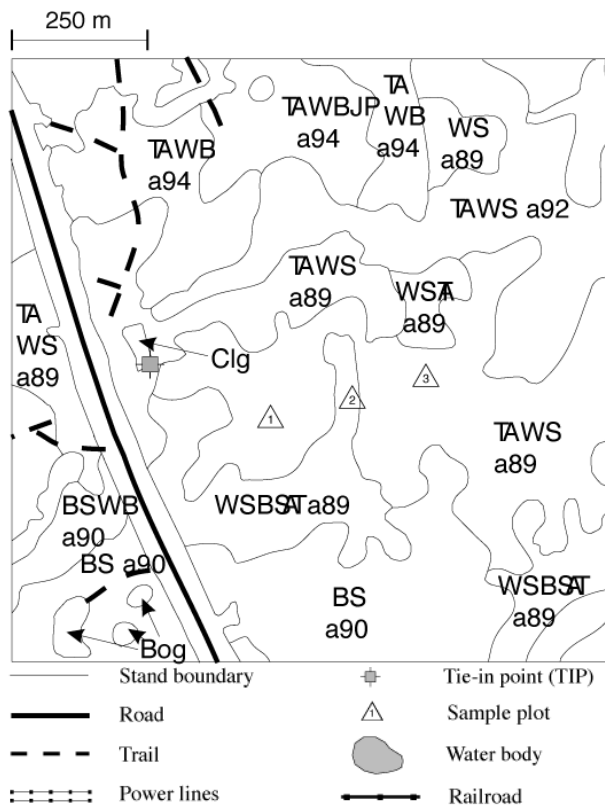 250 m
TAWBJP
a94
TA
WB
a94
WS
a89
TAWB
a94
TAWS a92
TAWS
a89
WSTA
a89
TA
WS
a89
Clg
1
2
3
TAWS
a89
BSWB
a90
WSBSTA a89
BS a90
BS
a90
WSBSTA
a89
Bog
Stand boundary
Tie-in point (TIP)
Road
1
Sample plot
Trail
Water body
Power lines
Railroad